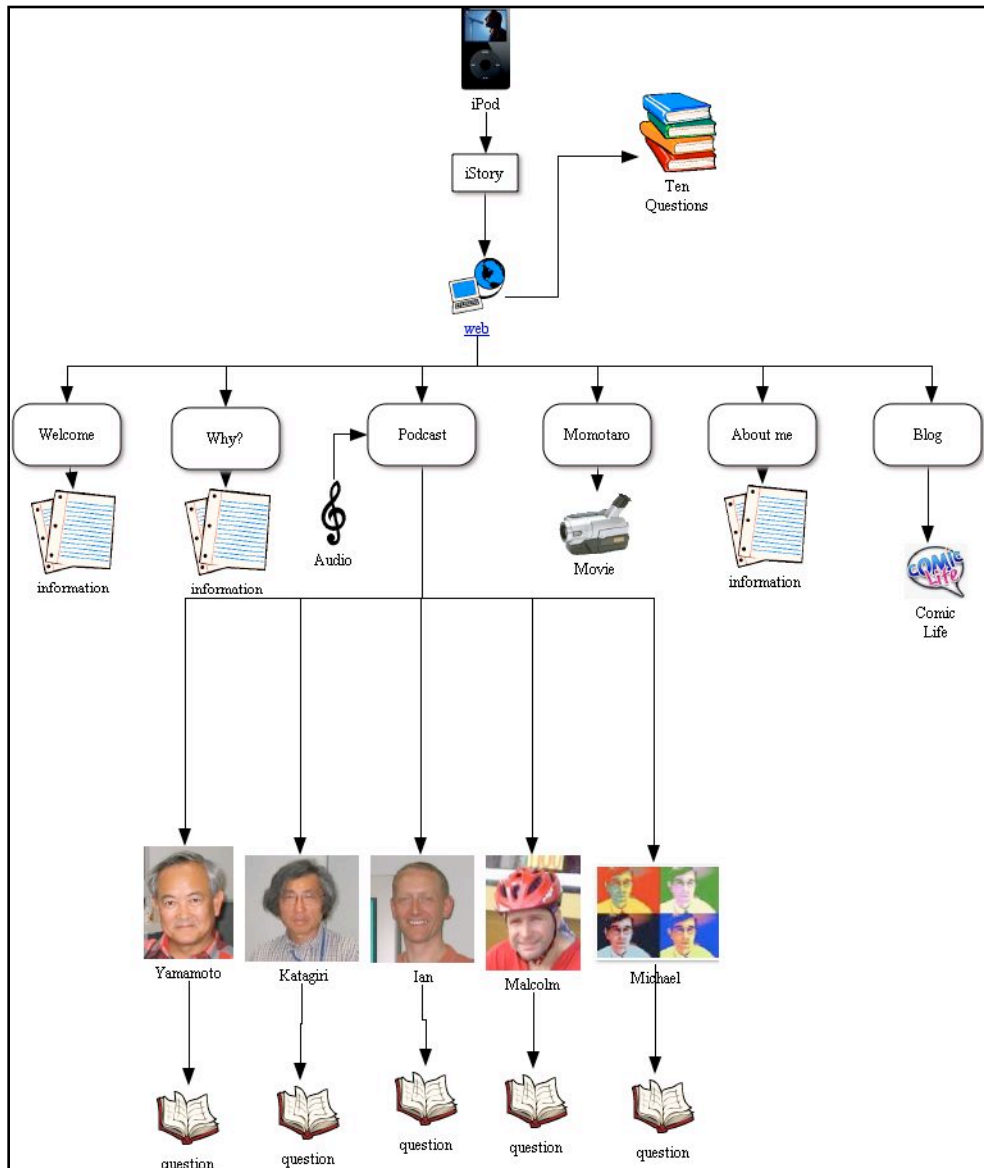 iPod
iStory
Ten
Questions
web
Welcome
Why?
Podcast
Momotaro
About me
Blog
Audio
Movie
information
information
information
COMIC
Life
Comic
Life
Yamamoto
Katagiri
Ian
Malcolm
Michael
question
question
question
question
question